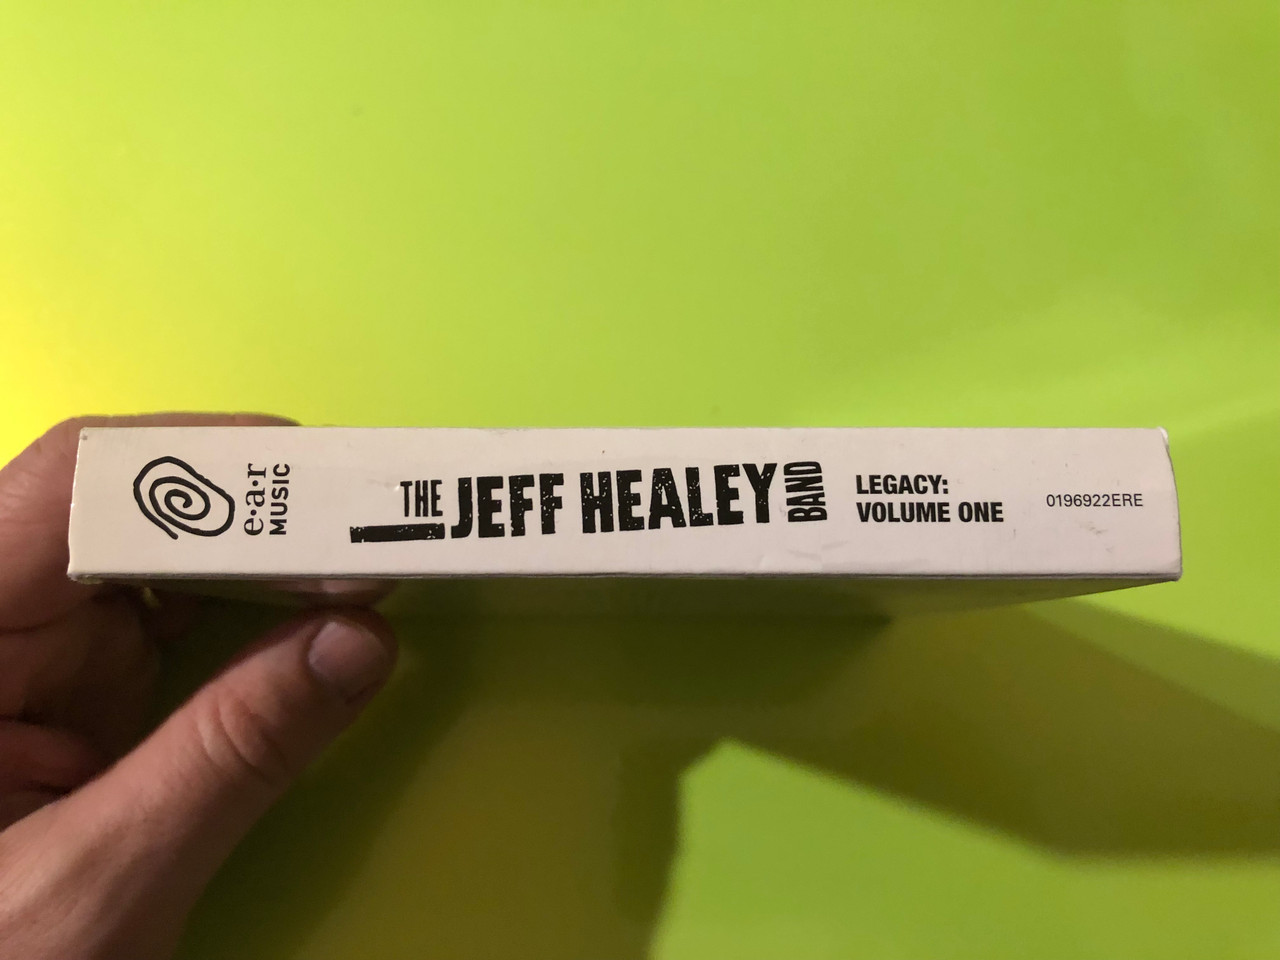 e·a·r
MUSIC
THE JEFF HEALEY BAND
LEGACY:
VOLUME ONE
0196922ERE